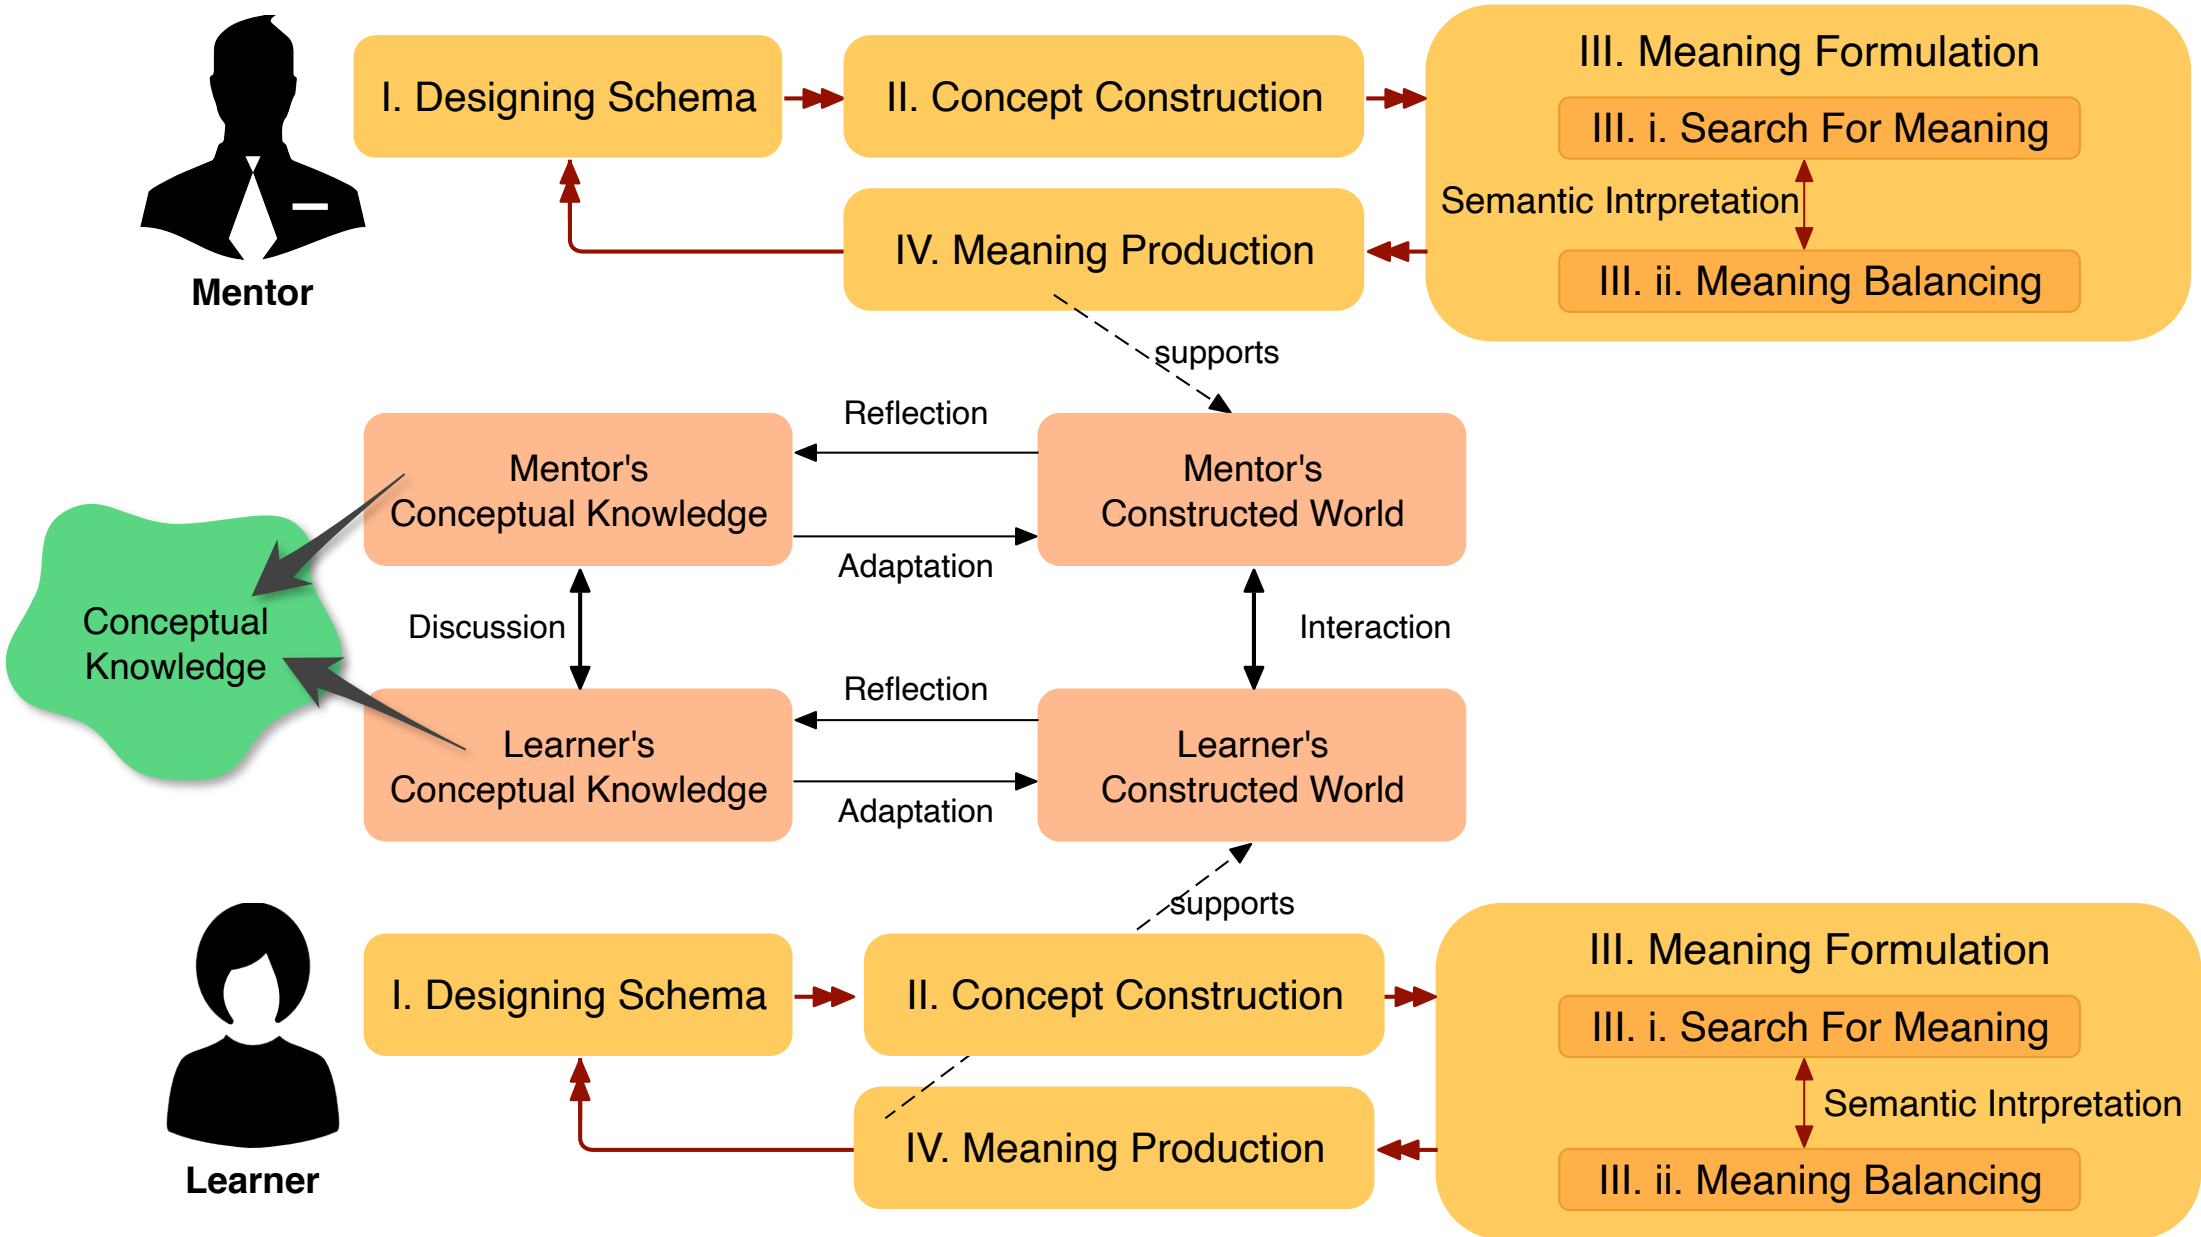 I. Designing Schema
II. Concept Construction
III. Meaning Formulation
III. i. Search For Meaning
Semantic Intrpretation
III. ii. Meaning Balancing
IV. Meaning Production
Mentor
supports
Reflection
Mentor's
Conceptual Knowledge
Mentor's
Constructed World
Adaptation
Conceptual
Knowledge
Discussion
Interaction
Reflection
Learner's
Conceptual Knowledge
Learner's
Constructed World
Adaptation
supports
I. Designing Schema
II. Concept Construction
III. Meaning Formulation
III. i. Search For Meaning
Semantic Intrpretation
III. ii. Meaning Balancing
IV. Meaning Production
Learner